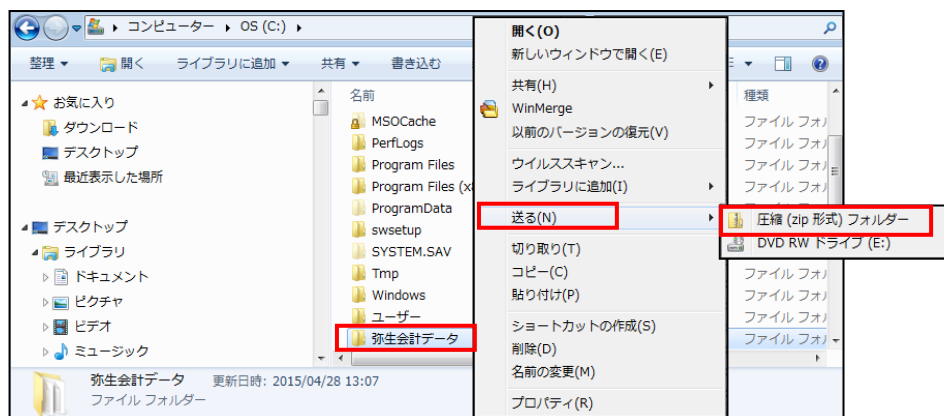 コンピューター OS (C:)
整理 開く ライブラリに追加 共有 書き込む
お気に入り
ダウンロード
デスクトップ
最近表示した場所
デスクトップ
ライブラリ
ドキュメント
ピクチャ
ビデオ
ミュージック
名前
MSOCache
PerfLogs
Program Files
Program Files (x
ProgramData
swsetup
SYSTEM.SAV
Tmp
Windows
ユーザー
弥生会計データ
開く(O)
新しいウィンドウで開く(E)
共有(H)
WinMerge
以前のバージョンの復元(V)
ウイルススキャン...
ライブラリに追加(I)
送る(N)
切り取り(T)
コピー(C)
貼り付け(P)
ショートカットの作成(S)
削除(D)
名前の変更(M)
プロパティ(R)
圧縮 (zip 形式) フォルダー
DVD RW ドライブ (E:)
種類
ファイル フォル
ファイル フォル
ファイル フォル
ファイル フォル
ファイル フォル
ファイル フォル
ファイル フォル
ファイル フォル
弥生会計データ 更新日時: 2015/04/28 13:07
ファイル フォルダー